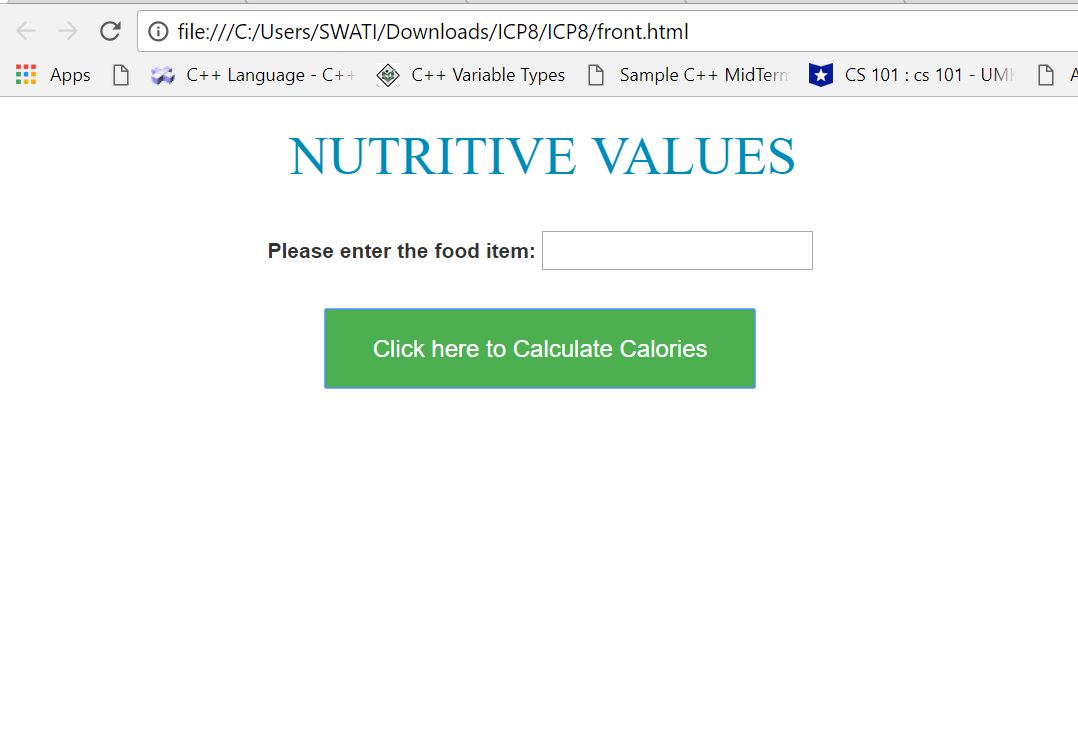 file:///C:/Users/SWATI/Downloads/ICP8/ICP8/front.html
Apps C++ Language - C++ C++ Variable Types Sample C++ MidTerm CS 101 : cs 101 - UM
NUTRITIVE VALUES
Please enter the food item:
Click here to Calculate Calories